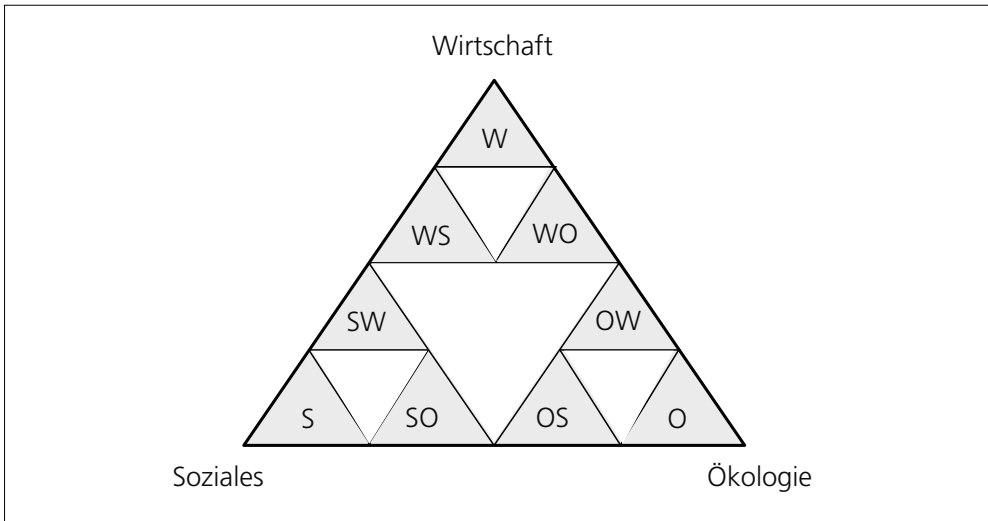 Wirtschaft
W
WS WO
SW OW
S SO OS O
Soziales Ökologie